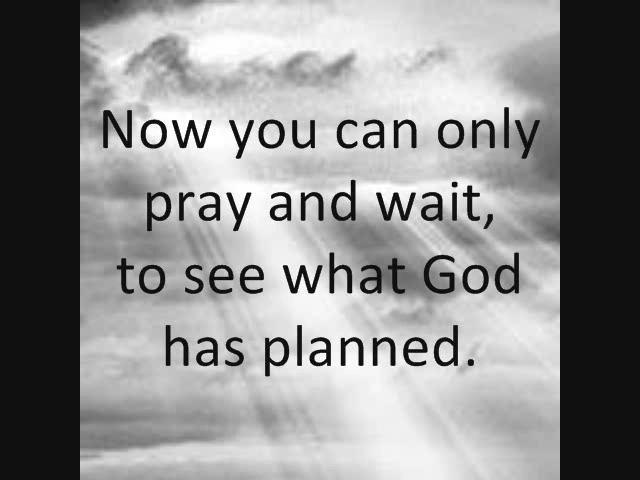 Now you can only
pray and wait,
to see what God
has planned.